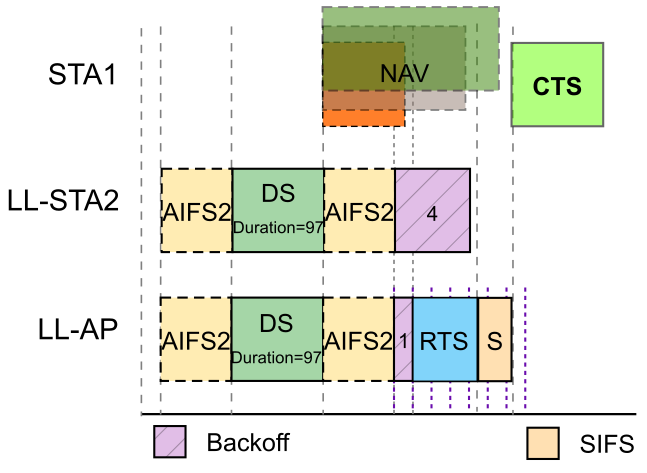 STA1
NAV
CTS
LL-STA2
AIFS2
DS
Duration=97
AIFS2
4
LL-AP
AIFS2
DS
Duration=97
AIFS2
1
RTS
S
Backoff
SIFS